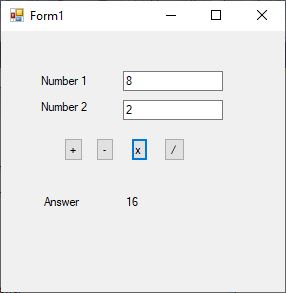 Form1
Number 1 8
Number 2 2
+ - x /
Answer 16